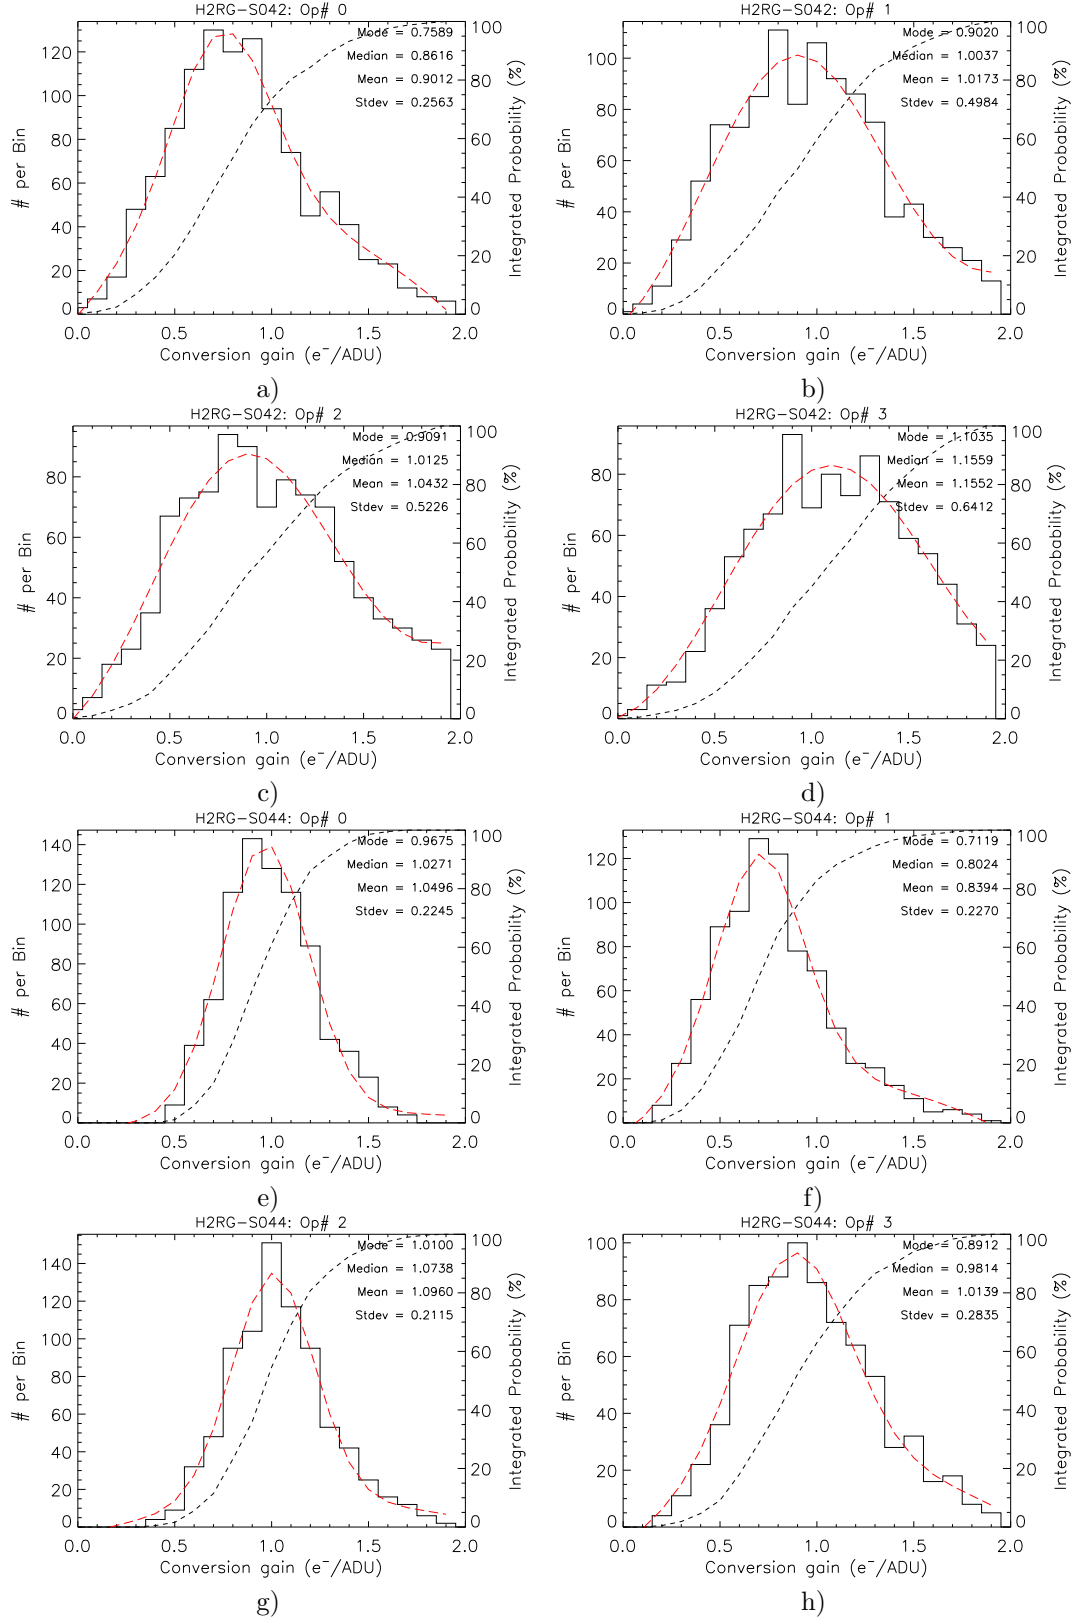 H2RG-S042: Op# 0
Mode = 0.7589
Median = 0.8616
Mean = 0.9012
Stdev = 0.2563
120
100
80
60
40
20
0
# per Bin
100
80
60
40
20
0
Integrated Probability (%)
0.0 0.5 1.0 1.5 2.0
Conversion gain (e⁻/ADU)
a)
H2RG-S042: Op# 1
Mode = 0.9020
Median = 1.0037
Mean = 1.0173
Stdev = 0.4984
100
80
60
40
20
0
# per Bin
100
80
60
40
20
0
Integrated Probability (%)
0.0 0.5 1.0 1.5 2.0
Conversion gain (e⁻/ADU)
b)
H2RG-S042: Op# 2
Mode = 0.9091
Median = 1.0125
Mean = 1.0432
Stdev = 0.5226
80
60
40
20
0
# per Bin
100
80
60
40
20
0
Integrated Probability (%)
0.0 0.5 1.0 1.5 2.0
Conversion gain (e⁻/ADU)
c)
H2RG-S042: Op# 3
Mode = 1.1035
Median = 1.1559
Mean = 1.1552
Stdev = 0.6412
80
60
40
20
0
# per Bin
100
80
60
40
20
0
Integrated Probability (%)
0.0 0.5 1.0 1.5 2.0
Conversion gain (e⁻/ADU)
d)
H2RG-S044: Op# 0
Mode = 0.9675
Median = 1.0271
Mean = 1.0496
Stdev = 0.2245
140
120
100
80
60
40
20
0
# per Bin
100
80
60
40
20
0
Integrated Probability (%)
0.0 0.5 1.0 1.5 2.0
Conversion gain (e⁻/ADU)
e)
H2RG-S044: Op# 1
Mode = 0.7119
Median = 0.8024
Mean = 0.8394
Stdev = 0.2270
120
100
80
60
40
20
0
# per Bin
100
80
60
40
20
0
Integrated Probability (%)
0.0 0.5 1.0 1.5 2.0
Conversion gain (e⁻/ADU)
f)
H2RG-S044: Op# 2
Mode = 1.0100
Median = 1.0738
Mean = 1.0960
Stdev = 0.2115
140
120
100
80
60
40
20
0
# per Bin
100
80
60
40
20
0
Integrated Probability (%)
0.0 0.5 1.0 1.5 2.0
Conversion gain (e⁻/ADU)
g)
H2RG-S044: Op# 3
Mode = 0.8912
Median = 0.9814
Mean = 1.0139
Stdev = 0.2835
100
80
60
40
20
0
# per Bin
100
80
60
40
20
0
Integrated Probability (%)
0.0 0.5 1.0 1.5 2.0
Conversion gain (e⁻/ADU)
h)